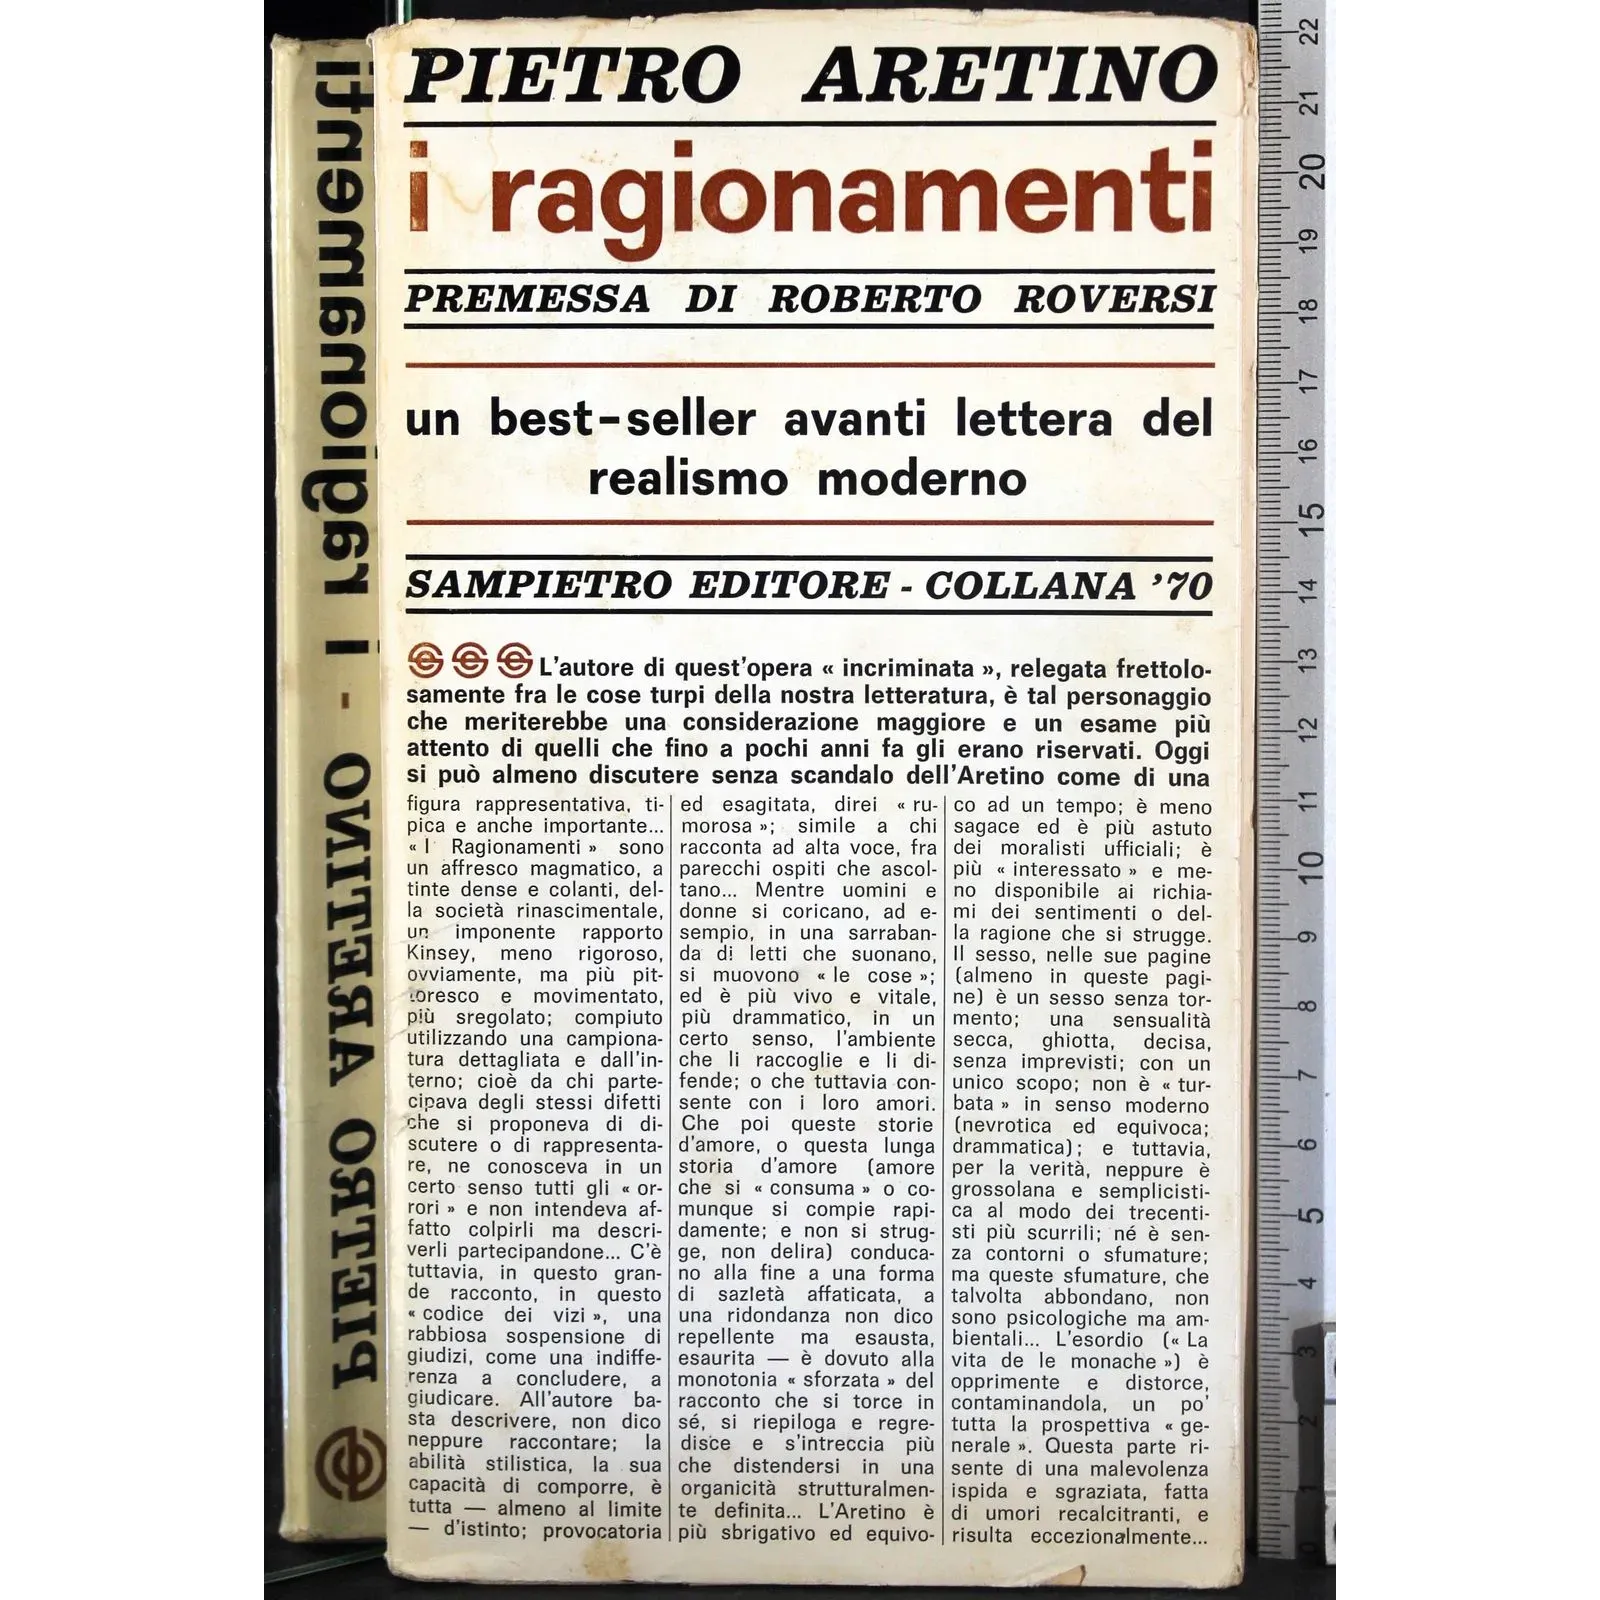 PIETRO ARETINO
i ragionamenti
PREMESSA DI ROBERTO ROVERSI
un best-seller avanti lettera del
realismo moderno
SAMPIETRO EDITORE - COLLANA '70
L'autore di quest'opera « incriminata », relegata frettolo-
samente fra le cose turpi della nostra letteratura, è tal personaggio
che meriterebbe una considerazione maggiore e un esame più
attento di quelli che fino a pochi anni fa gli erano riservati. Oggi
si può almeno discutere senza scandalo dell'Aretino come di una
figura rappresentativa, ti-
pica e anche importante...
« I Ragionamenti » sono
un affresco magmatico, a
tinte dense e colanti, del-
la società rinascimentale,
un imponente rapporto
Kinsey, meno rigoroso,
ovviamente, ma più pit-
toresco e movimentato,
più sregolato; compiuto
utilizzando una campiona-
tura dettagliata e dall'in-
terno; cioè da chi parte-
cipava degli stessi difetti
che si proponeva di di-
scutere o di rappresenta-
re, ne conosceva in un
certo senso tutti gli « or-
rori » e non intendeva af-
fatto colpirli ma descri-
verli partecipandone... C'è
tuttavia, in questo gran-
de racconto, in questo
« codice dei vizi », una
rabbiosa sospensione di
giudizi, come una indiffe-
renza a concludere, a
giudicare. All'autore ba-
sta descrivere, non dico
neppure raccontare; la
abilità stilistica, la sua
capacità di comporre, è
tutta — almeno al limite
— d'istinto; provocatoria
ed esagitata, direi « ru-
morosa »; simile a chi
racconta ad alta voce, fra
parecchi ospiti che ascol-
tano... Mentre uomini e
donne si coricano, ad e-
sempio, in una sarraban-
da di letti che suonano,
si muovono « le cose »;
ed è più vivo e vitale,
più drammatico, in un
certo senso, l'ambiente
che li raccoglie e li di-
fende; o che tuttavia con-
sente con i loro amori.
Che poi queste storie
d'amore, o questa lunga
storia d'amore (amore
che si « consuma » o co-
munque si compie rapi-
damente; e non si strug-
ge, non delira) conduca-
no alla fine a una forma
di sazietà affaticata, a
una ridondanza non dico
repellente ma esausta,
esaurita — è dovuto alla
monotonia « sforzata » del
racconto che si torce in
sé, si riepiloga e regre-
disce e s'intreccia più
che distendersi in una
organicità strutturalmen-
te definita... L'Aretino è
più sbrigativo ed equivo-
co ad un tempo; è meno
sagace ed è più astuto
dei moralisti ufficiali; è
più « interessato » e me-
no disponibile ai richia-
mi dei sentimenti o del-
la ragione che si strugge.
Il sesso, nelle sue pagine
(almeno in queste pagi-
ne) è un sesso senza tor-
mento; una sensualità
secca, ghiotta, decisa,
senza imprevisti; con un
unico scopo; non è « tur-
bata » in senso moderno
(nevrotica ed equivoca;
drammatica); e tuttavia,
per la verità, neppure è
grossolana e semplicisti-
ca al modo dei trecenti-
sti più scurrili; né è sen-
za contorni o sfumature;
ma queste sfumature, che
talvolta abbondano, non
sono psicologiche ma am-
bientali... L'esordio (« La
vita de le monache ») è
opprimente e distorce,
contaminandola, un po'
tutta la prospettiva « ge-
nerale ». Questa parte ri-
sente di una malevolenza
ispida e sgraziata, fatta
di umori recalcitranti, e
risulta eccezionalmente...
PIETRO ARETINO - i ragionamenti
22
21
20
19
18
17
16
15
14
13
12
11
10
9
8
7
6
5
4
3
2
1
0